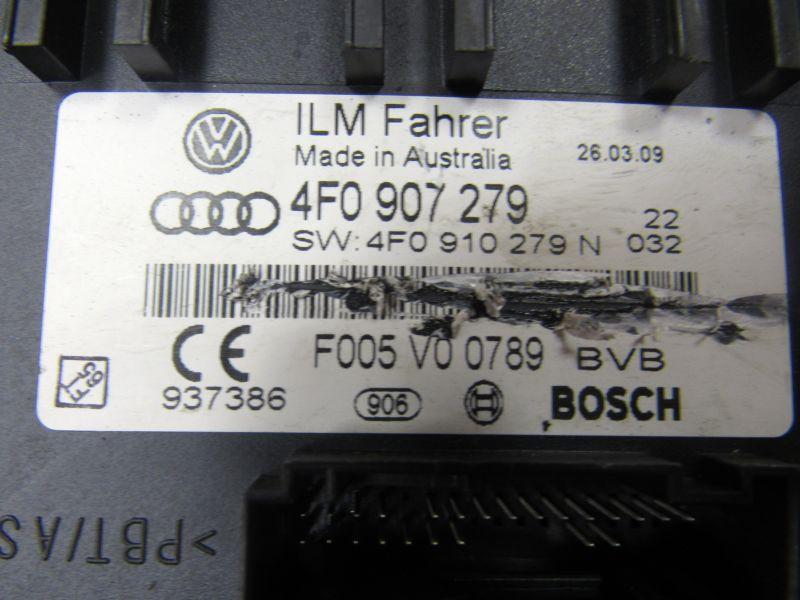 ILM Fahrer
Made in Australia 26.03.09
4F0 907 279 22
SW: 4F0 910 279 N 032
CE F005 V0 0789 BVB
937386 906 BOSCH
>PBT/AS